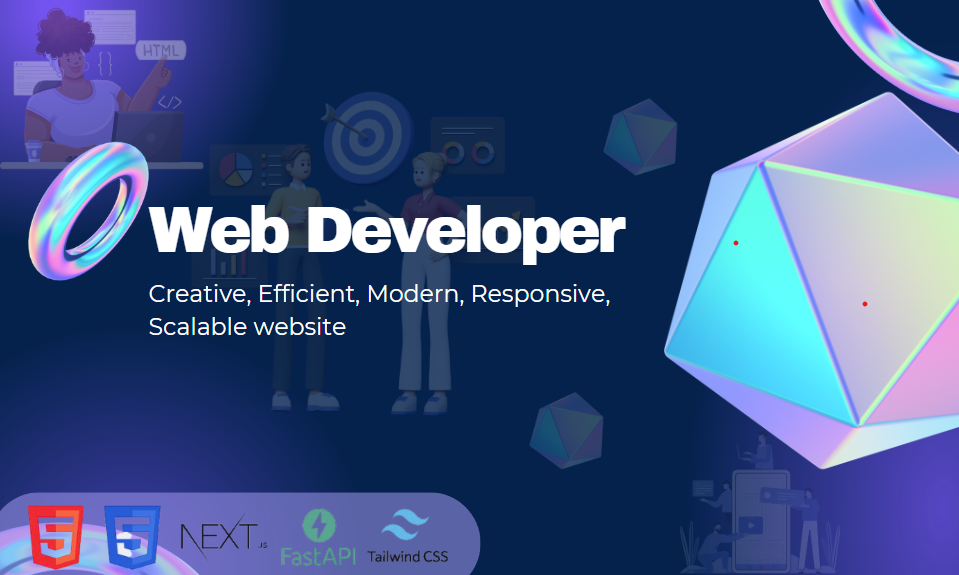 HTML
{ }
</>
Web Developer
Creative, Efficient, Modern, Responsive,
Scalable website
5 3 NEXT.JS FastAPI Tailwind CSS